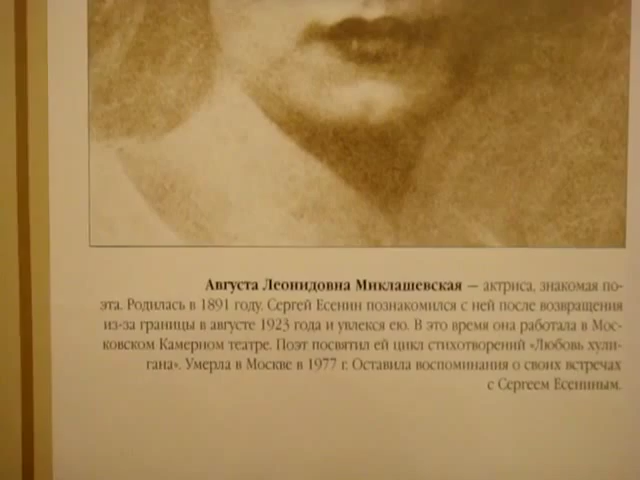 Августа Леонидовна Миклашевская — актриса, знакомая по-
эта. Родилась в 1891 году. Сергей Есенин познакомился с ней после возвращения
из-за границы в августе 1923 года и увлекся ею. В это время она работала в Мос-
ковском Камерном театре. Поэт посвятил ей цикл стихотворений «Любовь хули-
гана». Умерла в Москве в 1977 г. Оставила воспоминания о своих встречах
с Сергеем Есениным.